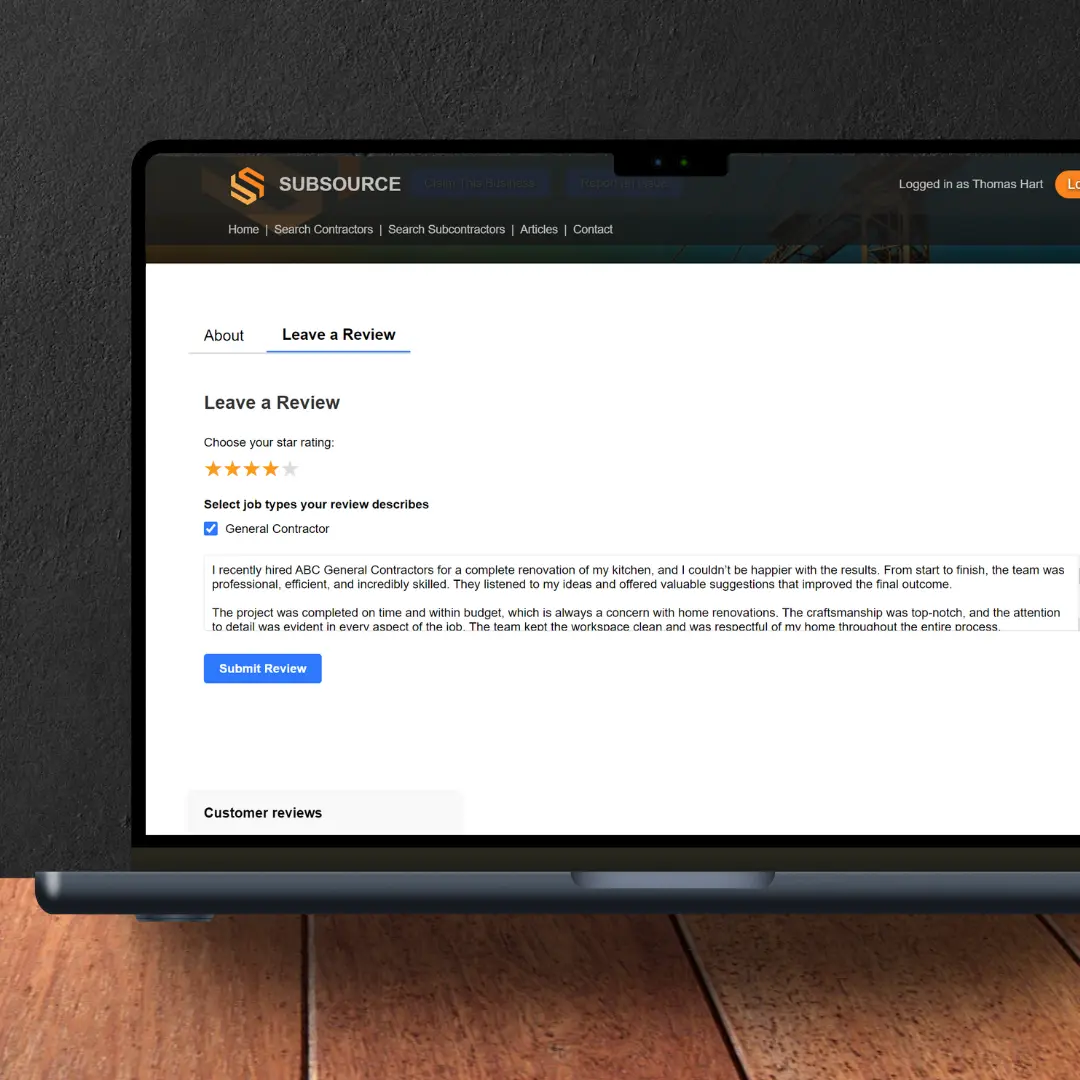 SUBSOURCE
Claim This Business
Logged in as Thomas Hart
Home | Search Contractors | Search Subcontractors | Articles | Contact
About
Leave a Review
Leave a Review
Choose your star rating:
Select job types your review describes
General Contractor
I recently hired ABC General Contractors for a complete renovation of my kitchen, and I couldn't be happier with the results. From start to finish, the team was
professional, efficient, and incredibly skilled. They listened to my ideas and offered valuable suggestions that improved the final outcome.
The project was completed on time and within budget, which is always a concern with home renovations. The craftsmanship was top-notch, and the attention
to detail was evident in every aspect of the job. The team kept the workspace clean and was respectful of my home throughout the entire process.
Submit Review
Customer reviews